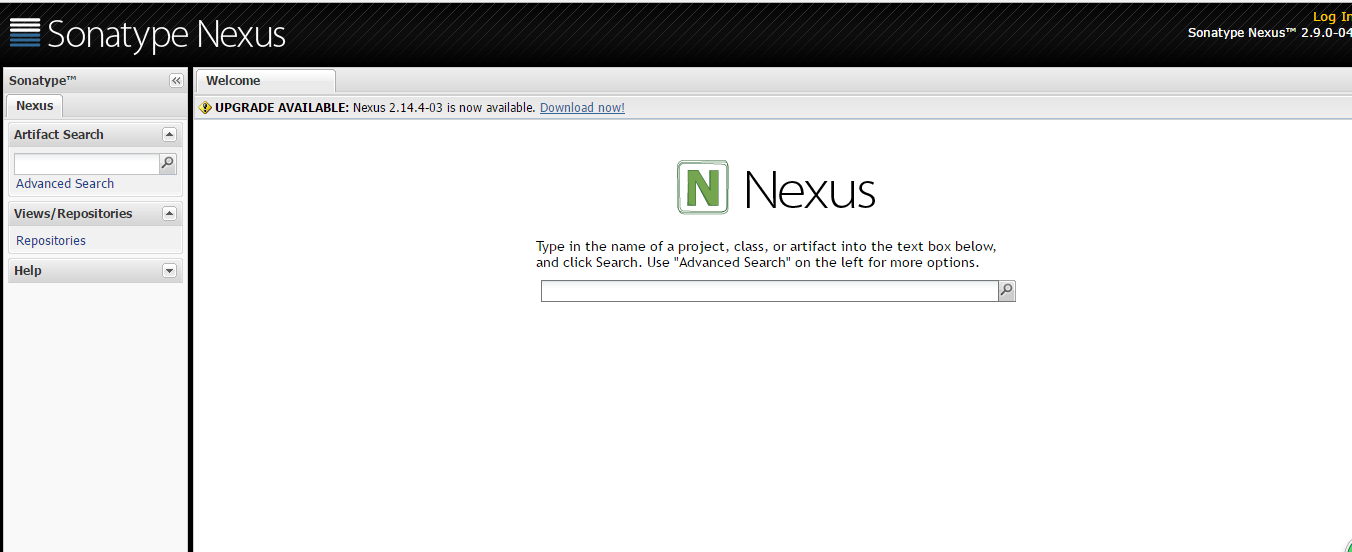 Sonatype Nexus
Log In
Sonatype Nexus™ 2.9.0-04
Sonatype™
Welcome
Nexus
UPGRADE AVAILABLE: Nexus 2.14.4-03 is now available. Download now!
Artifact Search
Advanced Search
Views/Repositories
Repositories
Help
N Nexus
Type in the name of a project, class, or artifact into the text box below,
and click Search. Use "Advanced Search" on the left for more options.